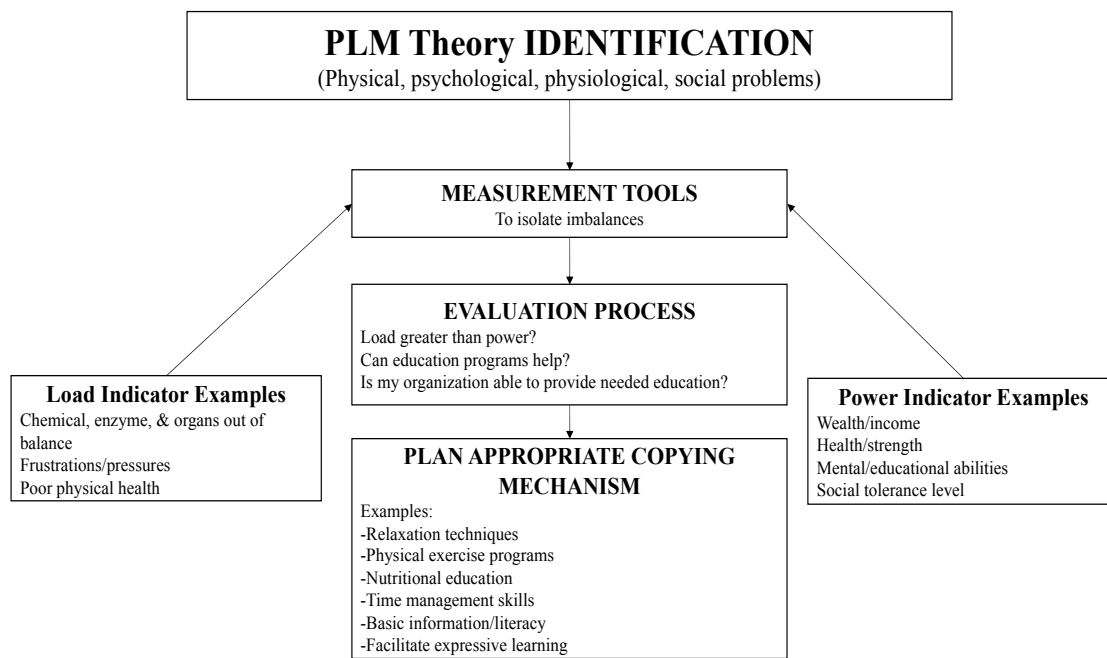 PLM Theory IDENTIFICATION
(Physical, psychological, physiological, social problems)
MEASUREMENT TOOLS
To isolate imbalances
EVALUATION PROCESS
Load greater than power?
Can education programs help?
Is my organization able to provide needed education?
Load Indicator Examples
Chemical, enzyme, & organs out of
balance
Frustrations/pressures
Poor physical health
Power Indicator Examples
Wealth/income
Health/strength
Mental/educational abilities
Social tolerance level
PLAN APPROPRIATE COPYING
MECHANISM
Examples:
-Relaxation techniques
-Physical exercise programs
-Nutritional education
-Time management skills
-Basic information/literacy
-Facilitate expressive learning